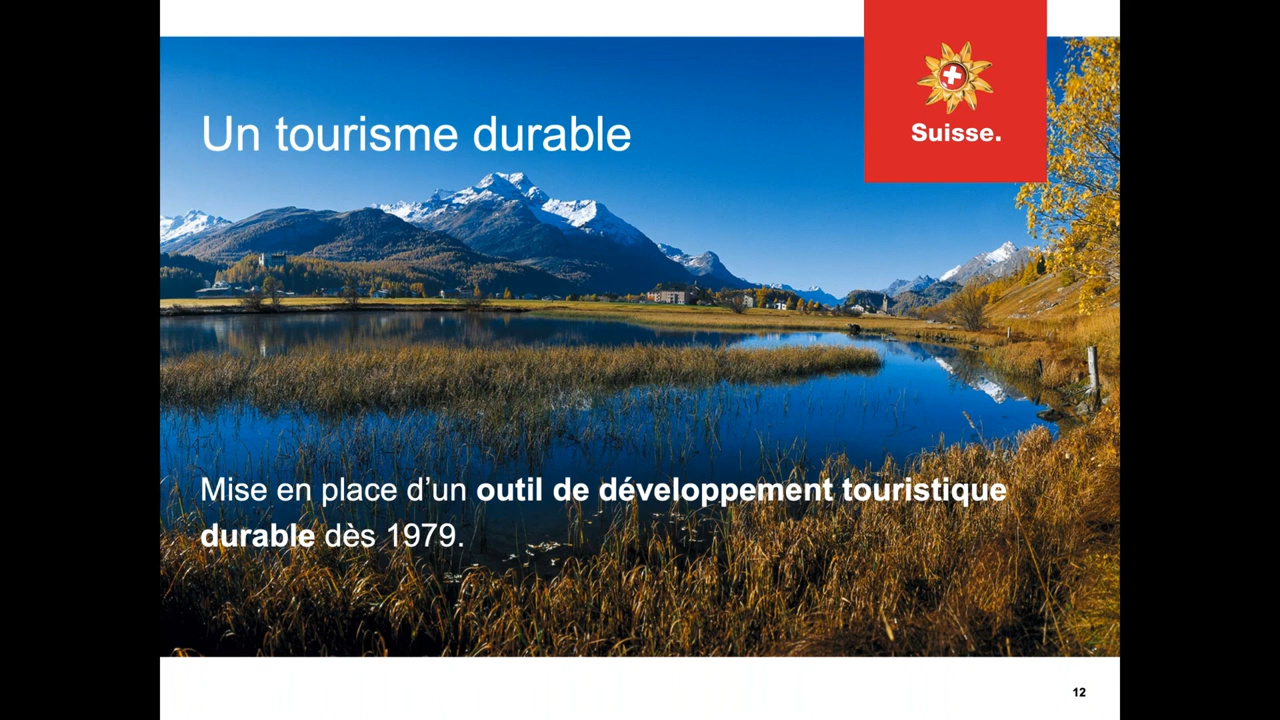 Un tourisme durable
Suisse.
Mise en place d’un outil de développement touristique
durable dès 1979.
12